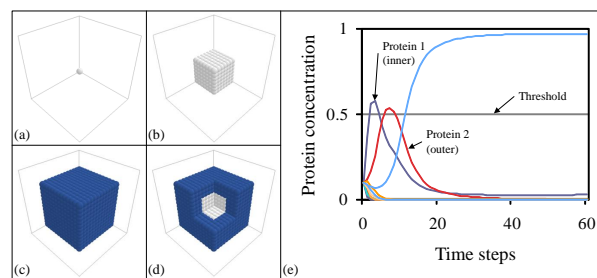 (a)
(b)
(c)
(d)
(e)
Protein concentration
1
0.5
0
Protein 1
(inner)
Threshold
Protein 2
(outer)
0
20
40
60
Time steps